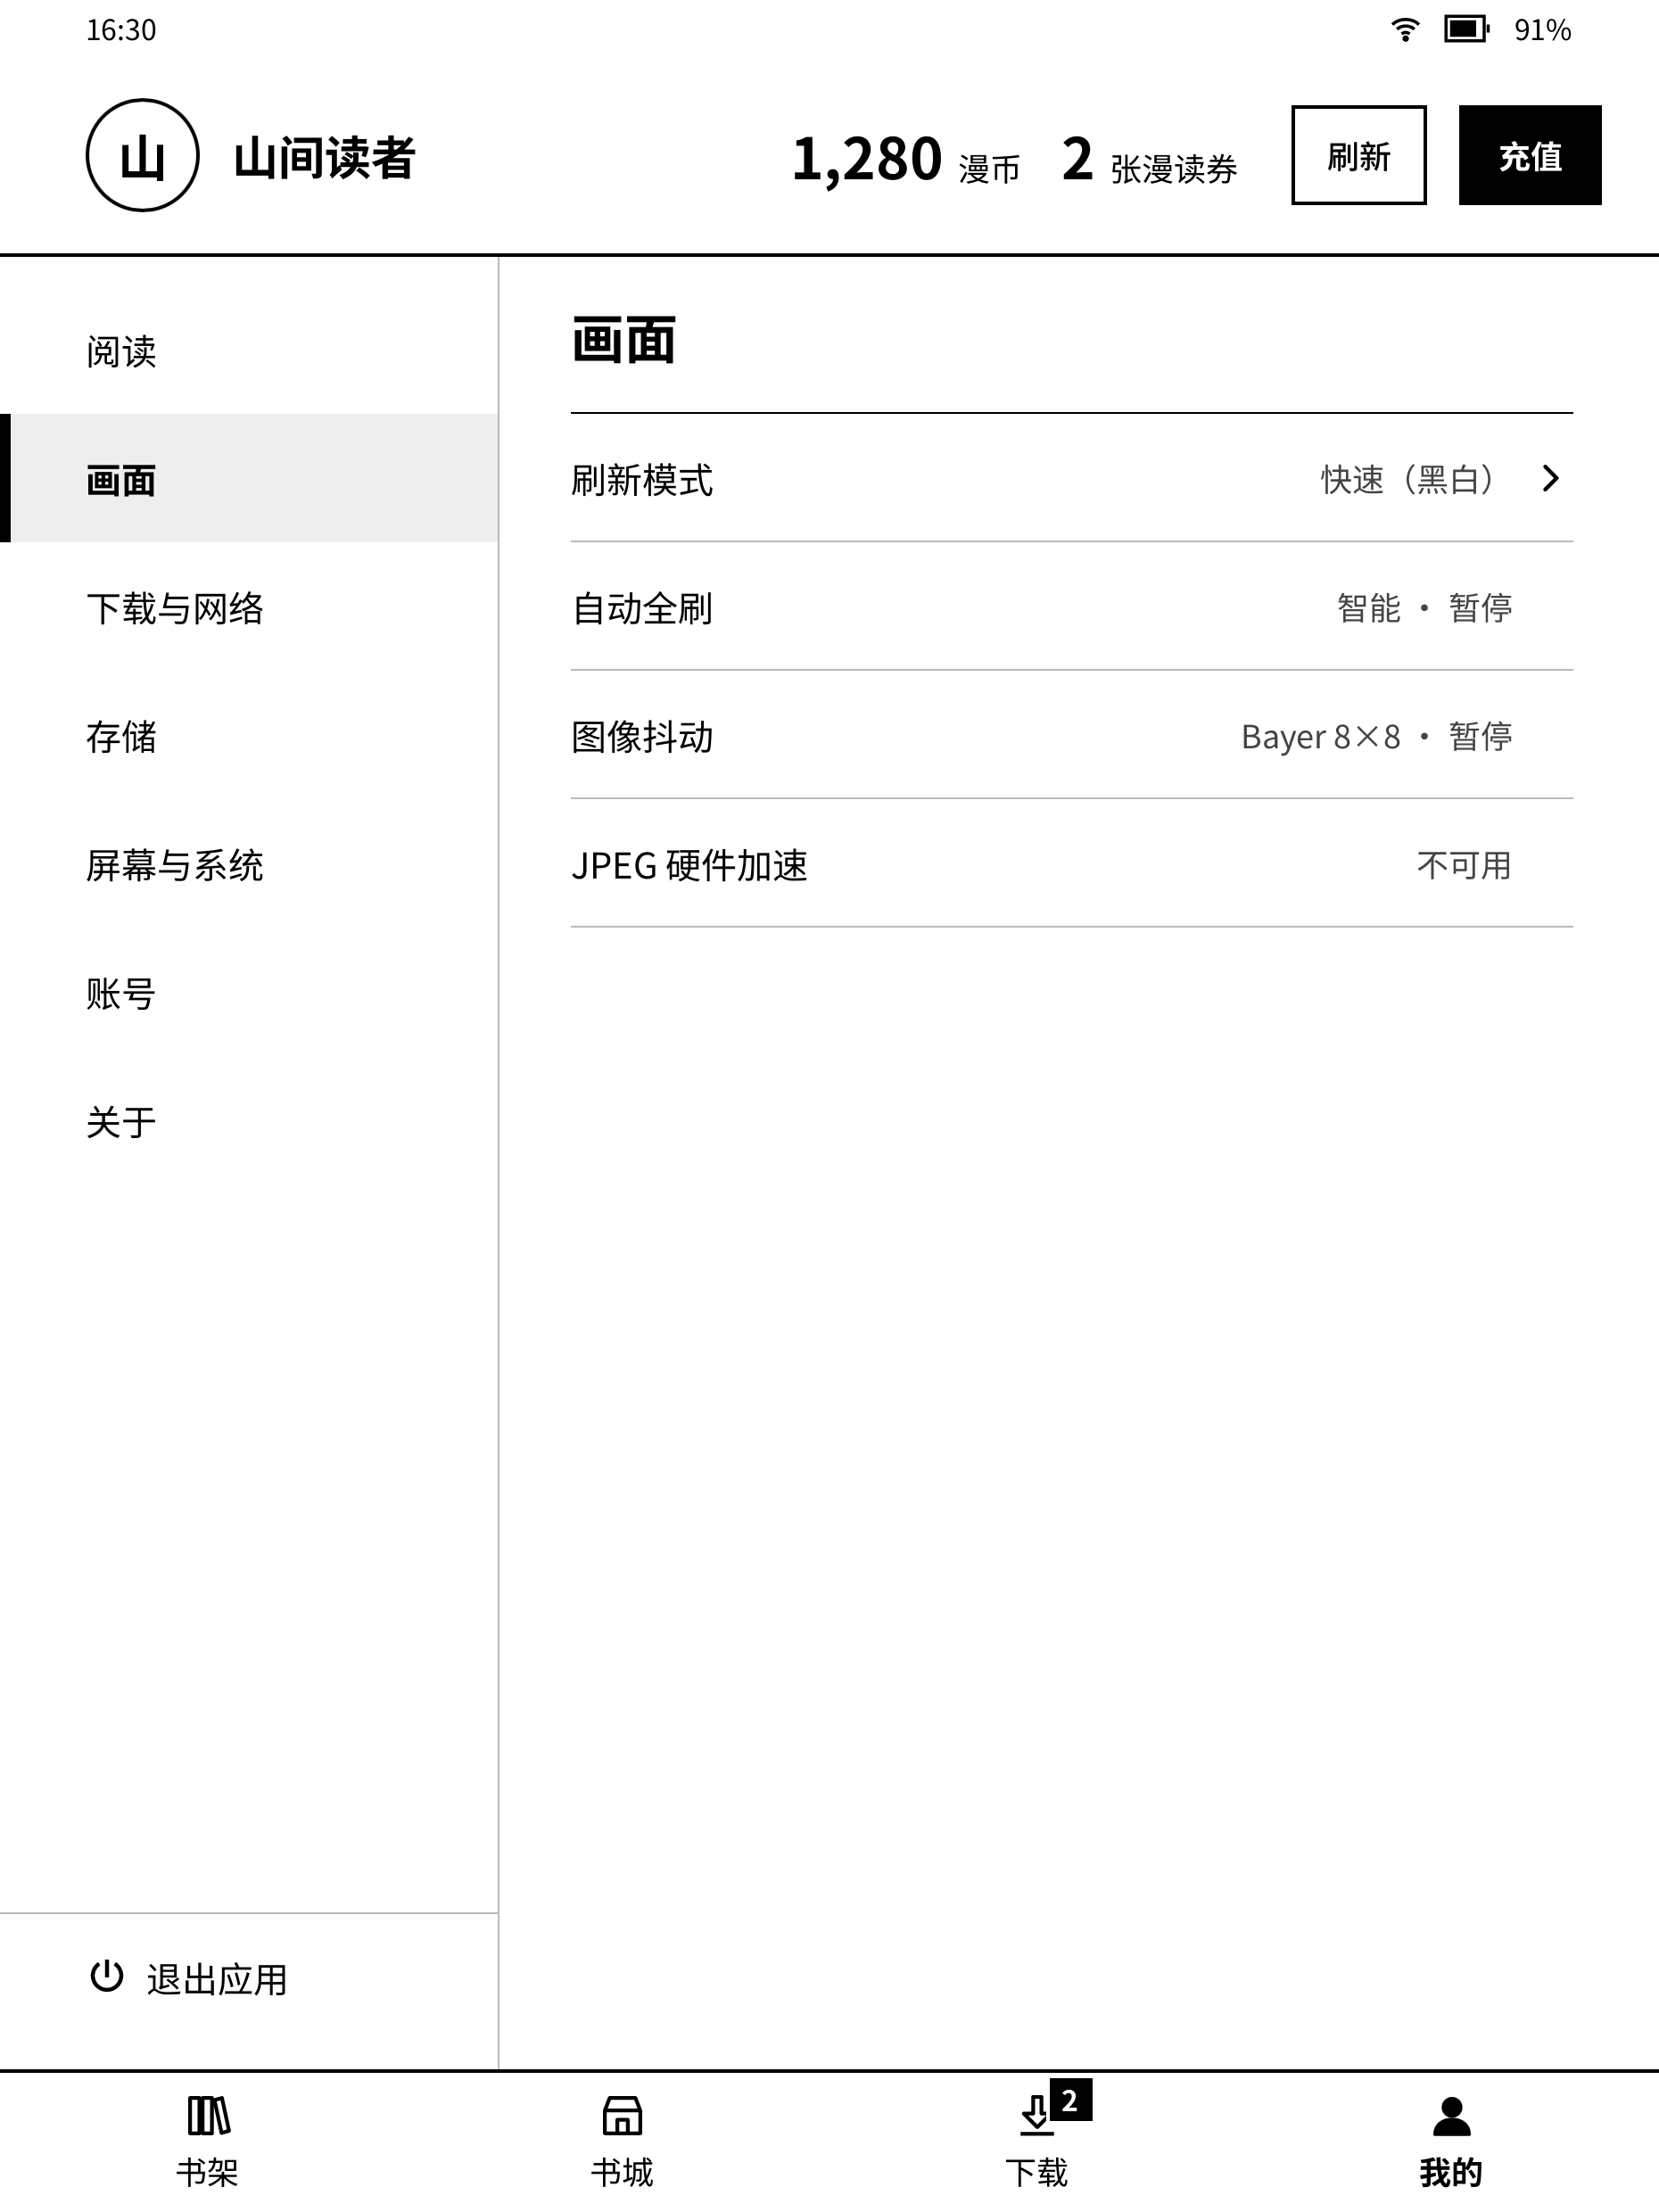 16:30
91%
山
山间读者
1,280 漫币
2 张漫读券
刷新
充值
阅读
画面
下载与网络
存储
屏幕与系统
账号
关于
退出应用
画面
刷新模式
快速（黑白）
自动全刷
智能 · 暂停
图像抖动
Bayer 8×8 · 暂停
JPEG 硬件加速
不可用
书架
书城
2
下载
我的